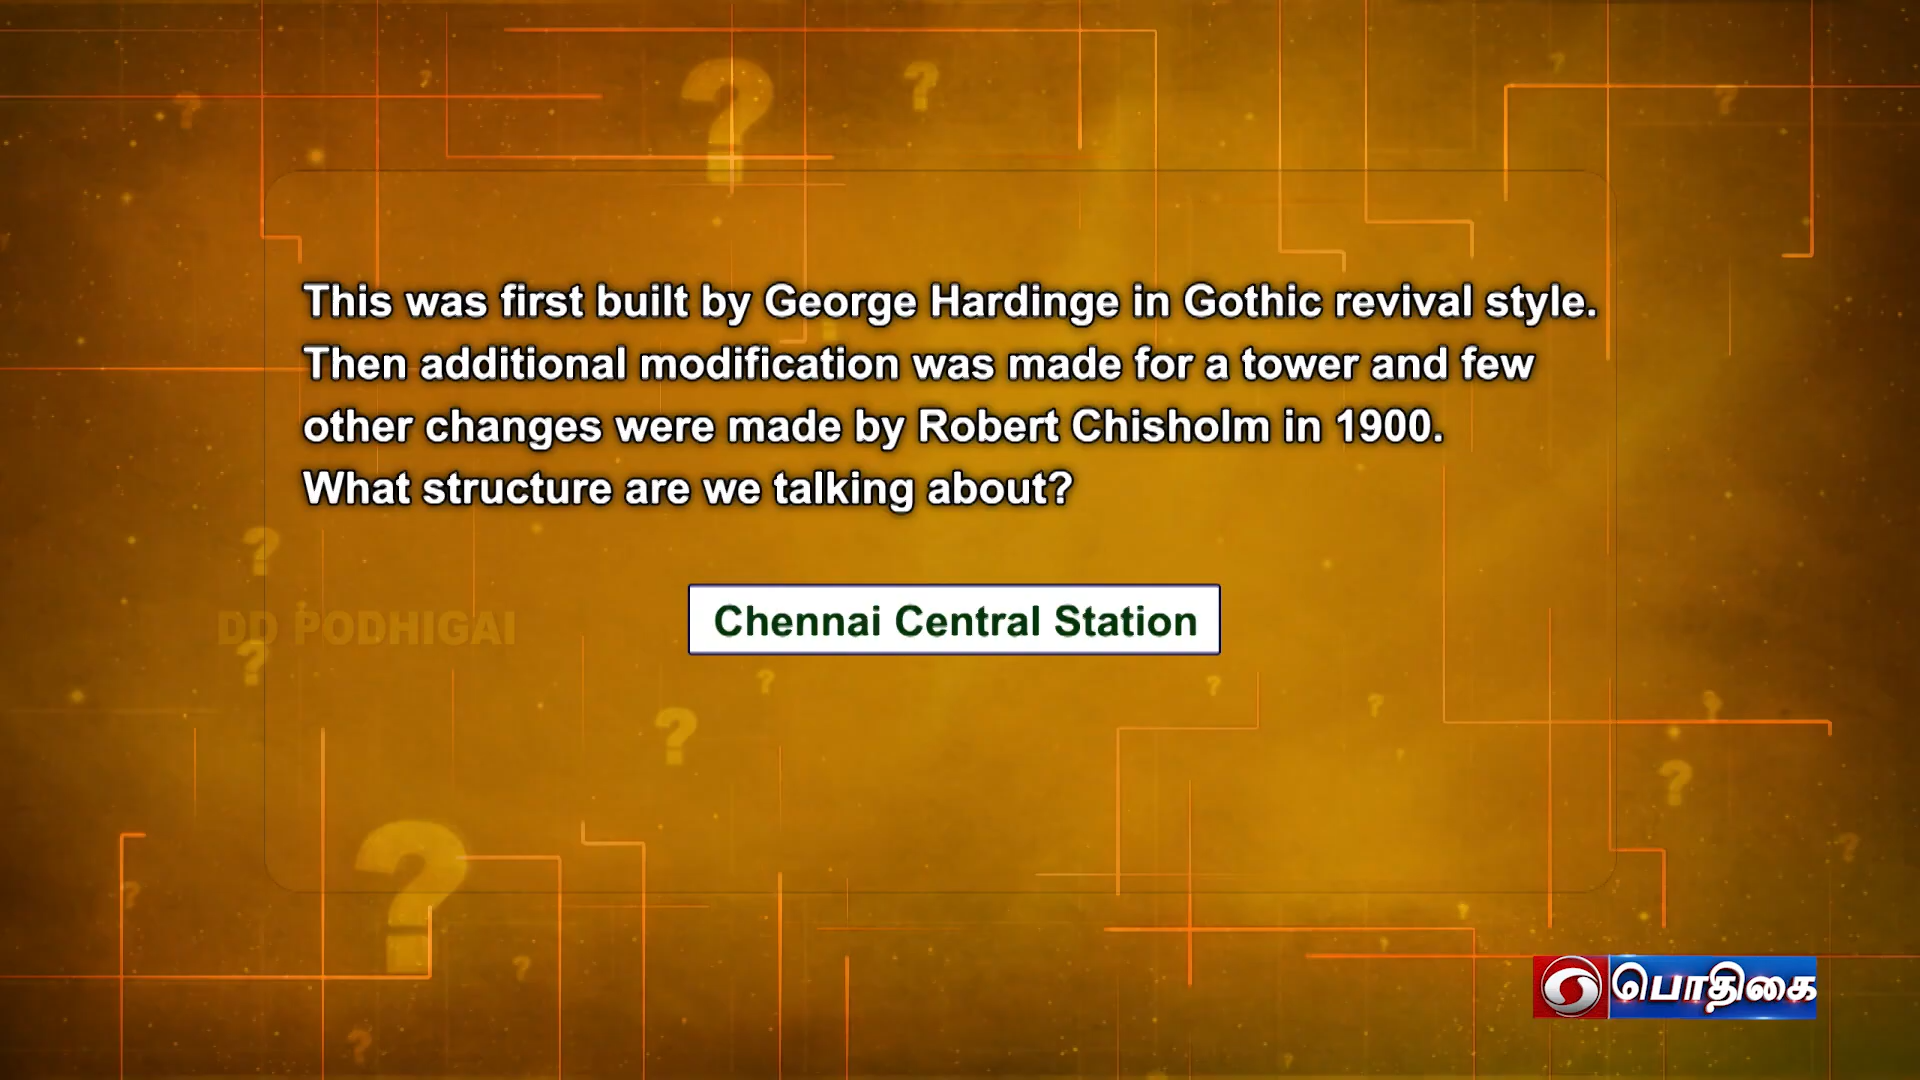 This was first built by George Hardinge in Gothic revival style.
Then additional modification was made for a tower and few
other changes were made by Robert Chisholm in 1900.
What structure are we talking about?
Chennai Central Station
DD PODHIGAI
பொதிகை